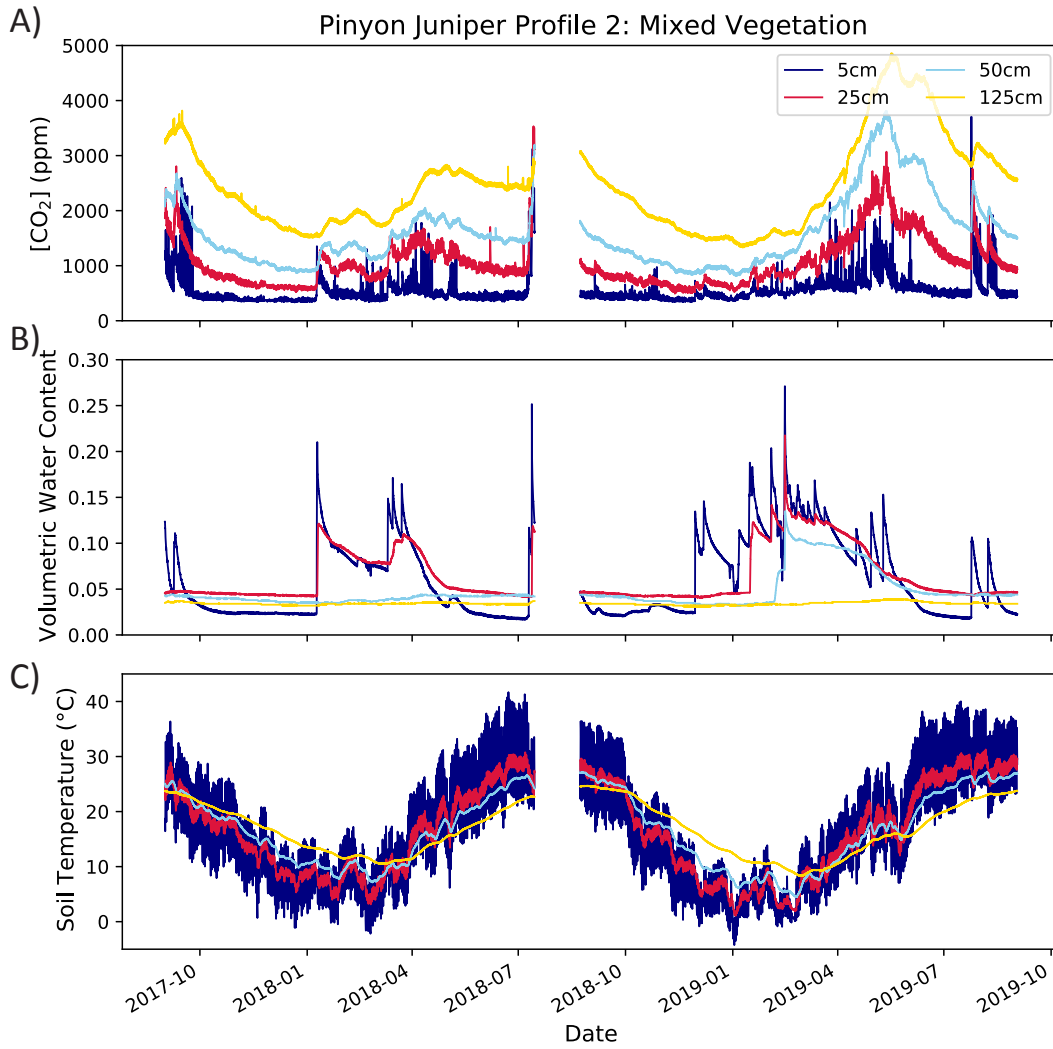 A)
Pinyon Juniper Profile 2: Mixed Vegetation
[CO₂] (ppm)
5000
4000
3000
2000
1000
0
5cm
25cm
50cm
125cm
B)
Volumetric Water Content
0.30
0.25
0.20
0.15
0.10
0.05
0.00
C)
Soil Temperature (°C)
40
30
20
10
0
2017-10
2018-01
2018-04
2018-07
2018-10
2019-01
2019-04
2019-07
2019-10
Date